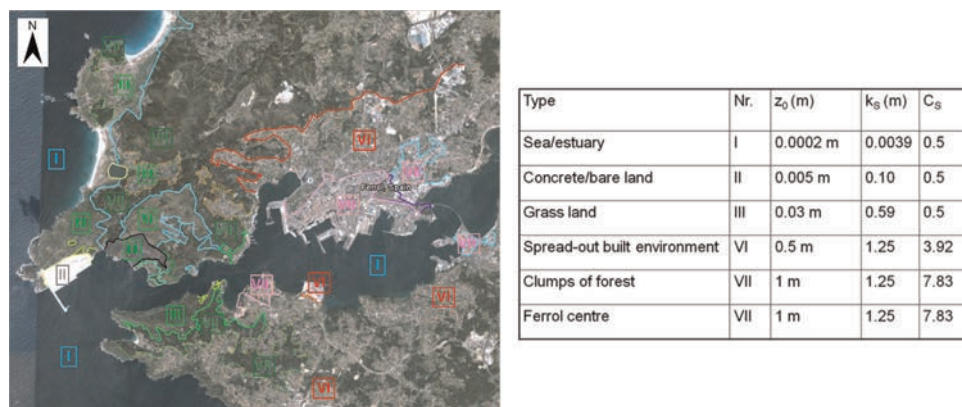 N
I
VI
Ferrol, Spain
I
II
III
VI
VI
I
VI
Type Nr. z₀ (m) kₛ (m) Cₛ
Sea/estuary I 0.0002 m 0.0039 0.5
Concrete/bare land II 0.005 m 0.10 0.5
Grass land III 0.03 m 0.59 0.5
Spread-out built environment VI 0.5 m 1.25 3.92
Clumps of forest VII 1 m 1.25 7.83
Ferrol centre VII 1 m 1.25 7.83